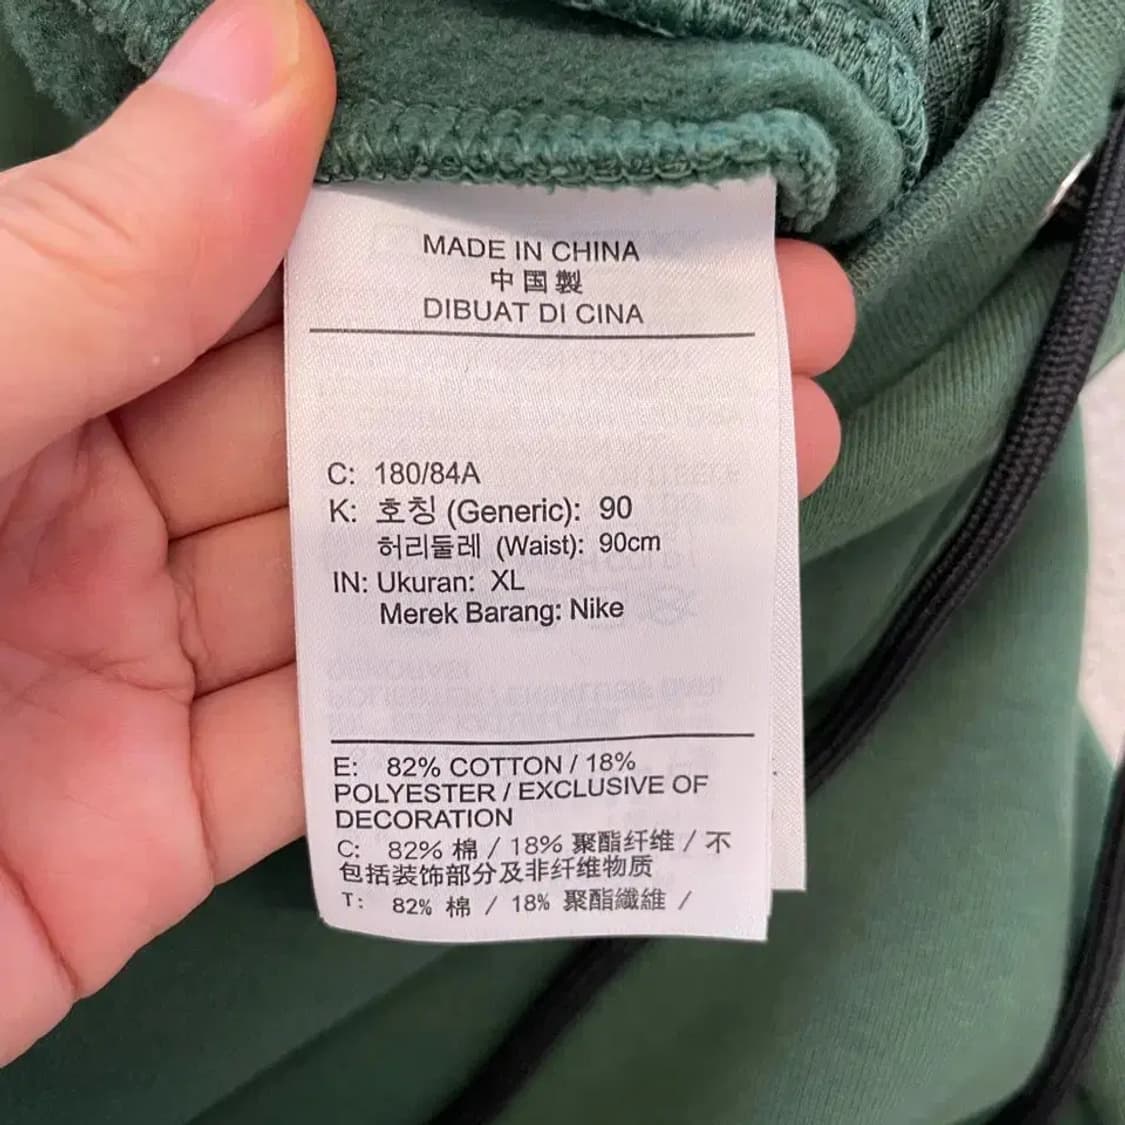 MADE IN CHINA
中国製
DIBUAT DI CINA
C: 180/84A
K: 호칭 (Generic): 90
허리둘레 (Waist): 90cm
IN: Ukuran: XL
Merek Barang: Nike
E: 82% COTTON / 18%
POLYESTER / EXCLUSIVE OF
DECORATION
C: 82% 棉 / 18% 聚酯纤维 / 不
包括装饰部分及非纤维物质
T: 82% 棉 / 18% 聚酯纖維 /